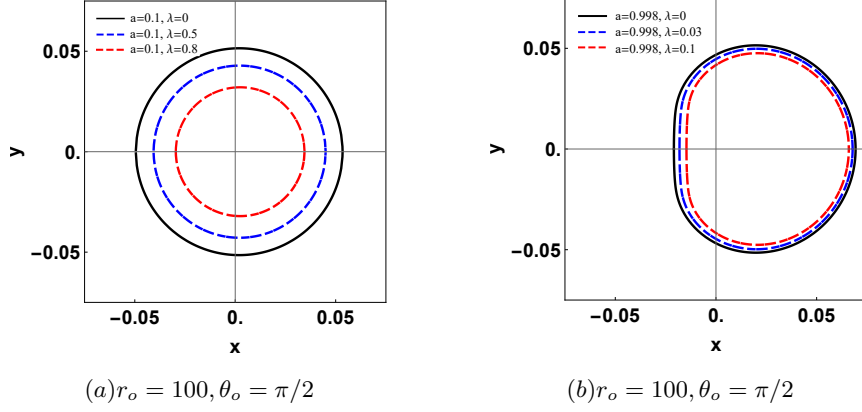 a=0.1, λ=0
a=0.1, λ=0.5
a=0.1, λ=0.8
0.05
0.
−0.05
y
−0.05 0. 0.05
x
(a)r_o = 100, θ_o = π/2
a=0.998, λ=0
a=0.998, λ=0.03
a=0.998, λ=0.1
0.05
0.
−0.05
y
−0.05 0. 0.05
x
(b)r_o = 100, θ_o = π/2